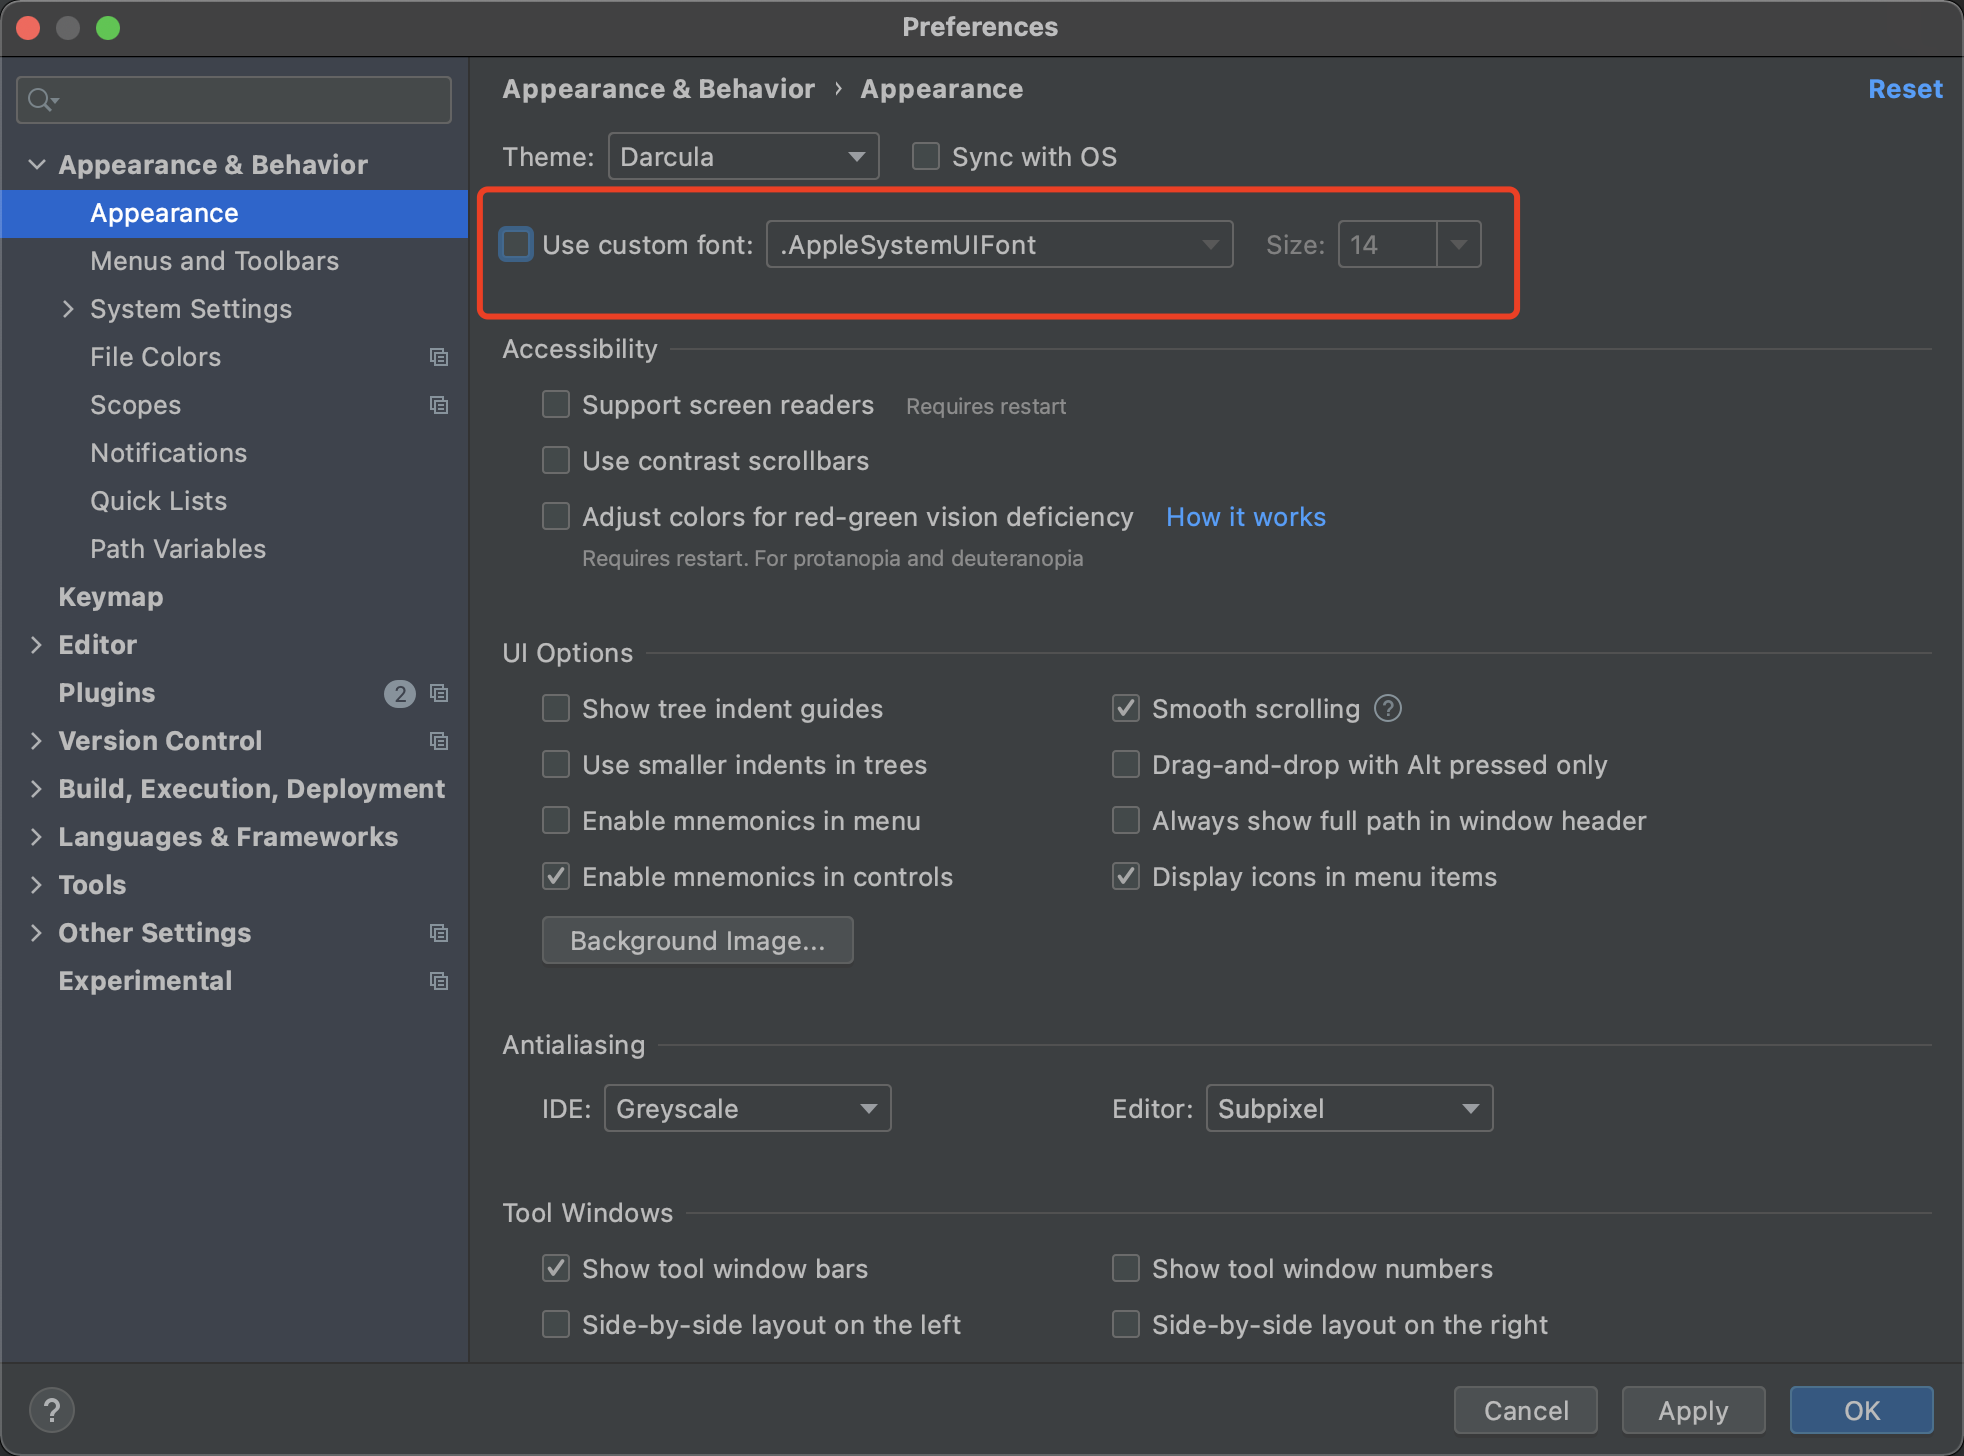 Preferences
Appearance & Behavior
Appearance
Menus and Toolbars
System Settings
File Colors
Scopes
Notifications
Quick Lists
Path Variables
Keymap
Editor
Plugins 2
Version Control
Build, Execution, Deployment
Languages & Frameworks
Tools
Other Settings
Experimental
Appearance & Behavior › Appearance Reset
Theme: Darcula Sync with OS
Use custom font: .AppleSystemUIFont Size: 14
Accessibility
Support screen readers Requires restart
Use contrast scrollbars
Adjust colors for red-green vision deficiency How it works
Requires restart. For protanopia and deuteranopia
UI Options
Show tree indent guides Smooth scrolling ?
Use smaller indents in trees Drag-and-drop with Alt pressed only
Enable mnemonics in menu Always show full path in window header
Enable mnemonics in controls Display icons in menu items
Background Image...
Antialiasing
IDE: Greyscale Editor: Subpixel
Tool Windows
Show tool window bars Show tool window numbers
Side-by-side layout on the left Side-by-side layout on the right
? Cancel Apply OK